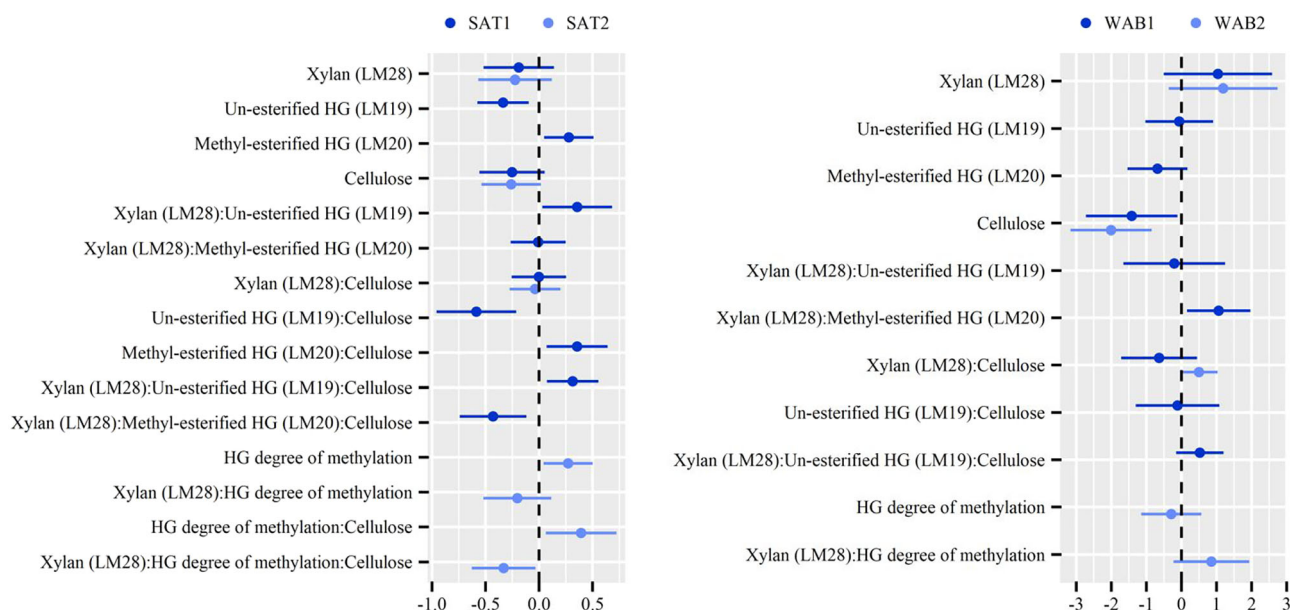 SAT1 SAT2
Xylan (LM28)
Un-esterified HG (LM19)
Methyl-esterified HG (LM20)
Cellulose
Xylan (LM28):Un-esterified HG (LM19)
Xylan (LM28):Methyl-esterified HG (LM20)
Xylan (LM28):Cellulose
Un-esterified HG (LM19):Cellulose
Methyl-esterified HG (LM20):Cellulose
Xylan (LM28):Un-esterified HG (LM19):Cellulose
Xylan (LM28):Methyl-esterified HG (LM20):Cellulose
HG degree of methylation
Xylan (LM28):HG degree of methylation
HG degree of methylation:Cellulose
Xylan (LM28):HG degree of methylation:Cellulose
-1.0 -0.5 0.0 0.5
WAB1 WAB2
Xylan (LM28)
Un-esterified HG (LM19)
Methyl-esterified HG (LM20)
Cellulose
Xylan (LM28):Un-esterified HG (LM19)
Xylan (LM28):Methyl-esterified HG (LM20)
Xylan (LM28):Cellulose
Un-esterified HG (LM19):Cellulose
Xylan (LM28):Un-esterified HG (LM19):Cellulose
HG degree of methylation
Xylan (LM28):HG degree of methylation
-3 -2 -1 0 1 2 3